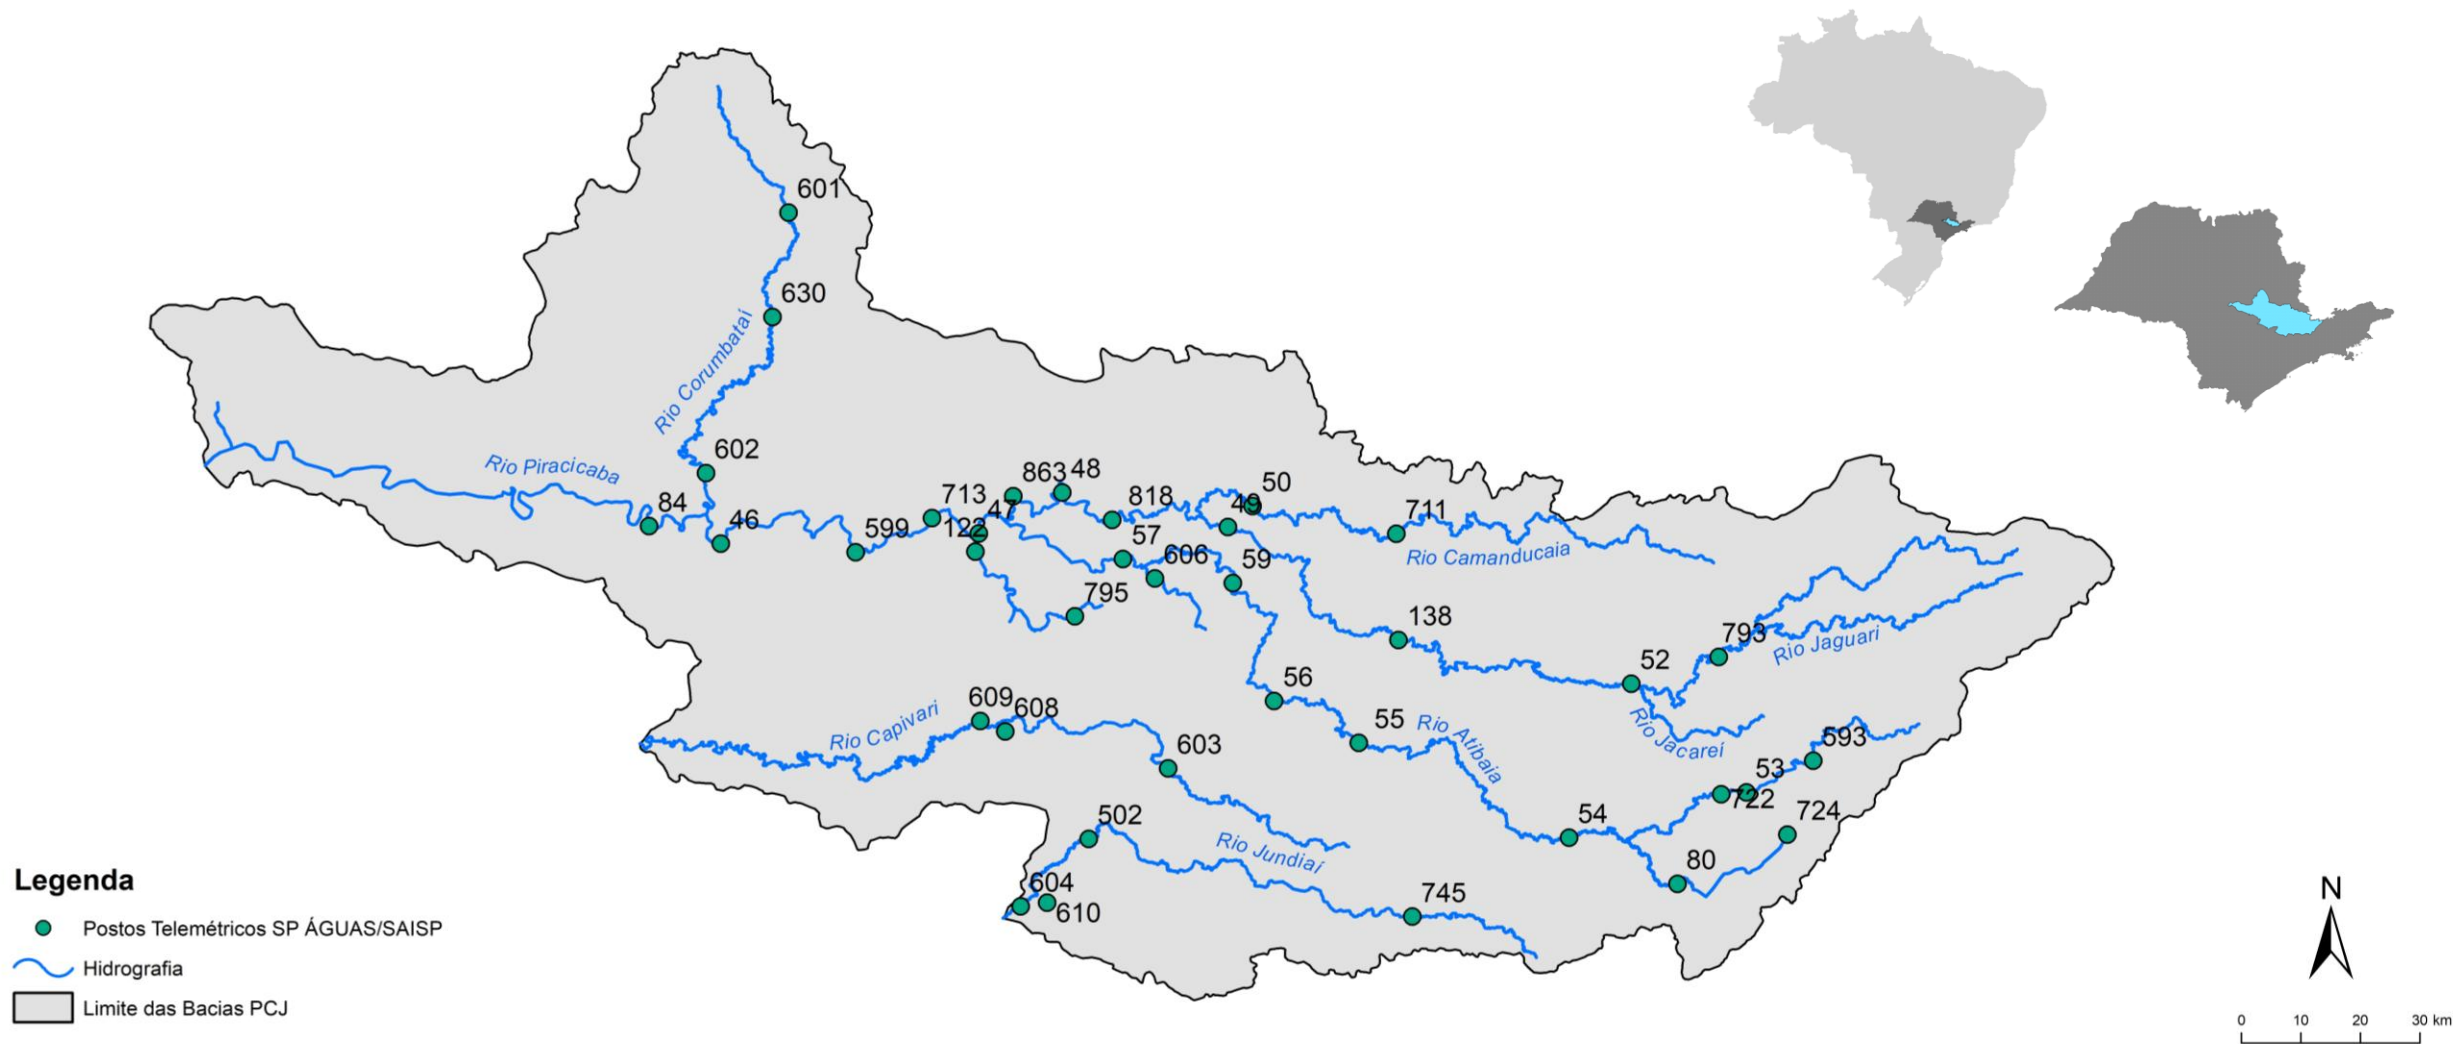 601
630
Rio Corumbataí
602
Rio Piracicaba
84
46
599
713
122
47
863
48
818
57
606
795
49
50
59
711
Rio Camanducaia
138
52
793
Rio Jaguari
Rio Jacareí
56
55
Rio Atibaia
54
53
722
593
724
80
609
608
Rio Capivari
603
502
Rio Jundiaí
604
610
745
Legenda
Postos Telemétricos SP ÁGUAS/SAISP
Hidrografia
Limite das Bacias PCJ
N
0 10 20 30 km